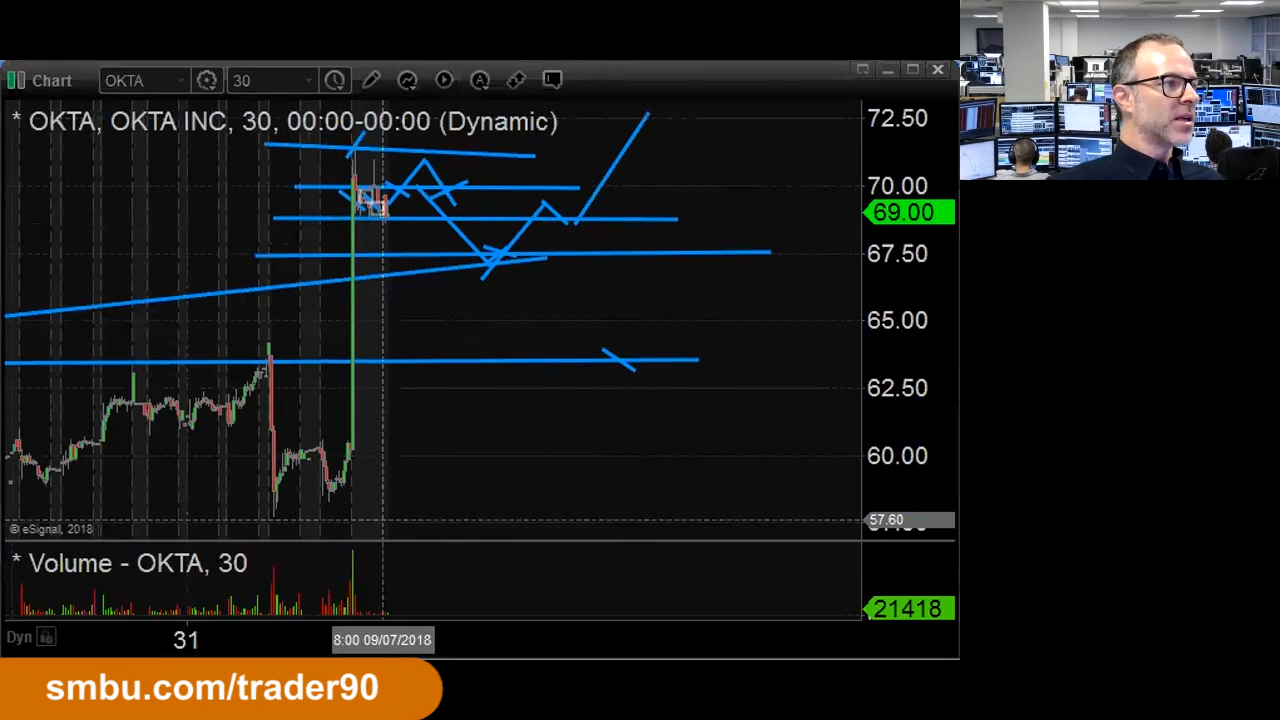 Chart
OKTA
30
* OKTA, OKTA INC, 30, 00:00-00:00 (Dynamic)
72.50
70.00
69.00
67.50
65.00
62.50
60.00
57.60
© eSignal, 2018
* Volume - OKTA, 30
21418
Dyn
31
8:00 09/07/2018
smbu.com/trader90